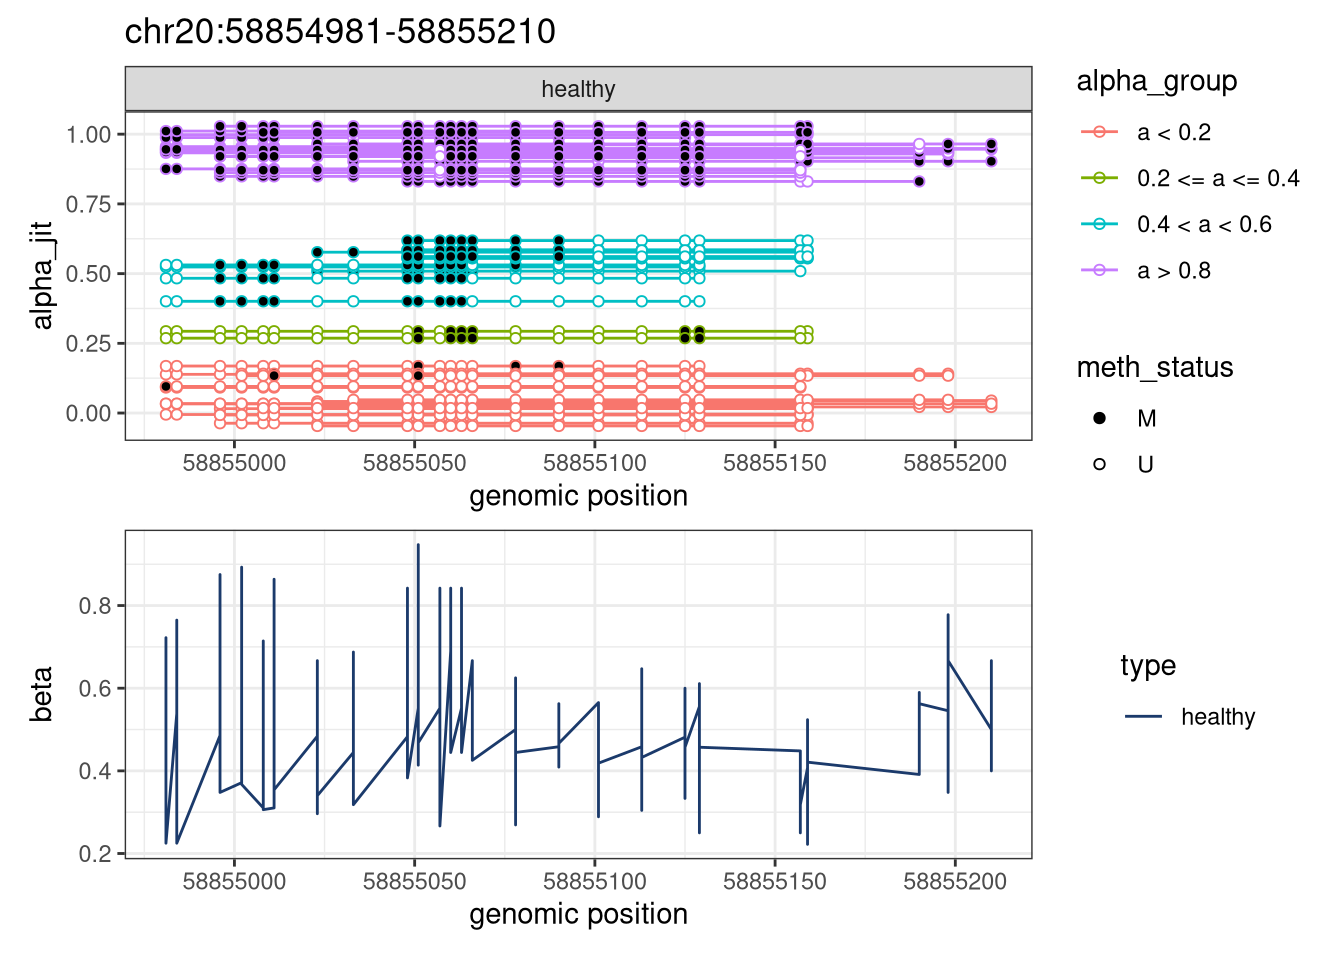 chr20:58854981-58855210
healthy
alpha_jit
1.00
0.75
0.50
0.25
0.00
58855000 58855050 58855100 58855150 58855200
genomic position
alpha_group
a < 0.2
0.2 <= a <= 0.4
0.4 < a < 0.6
a > 0.8
meth_status
M
U
beta
0.8
0.6
0.4
0.2
58855000 58855050 58855100 58855150 58855200
genomic position
type
healthy